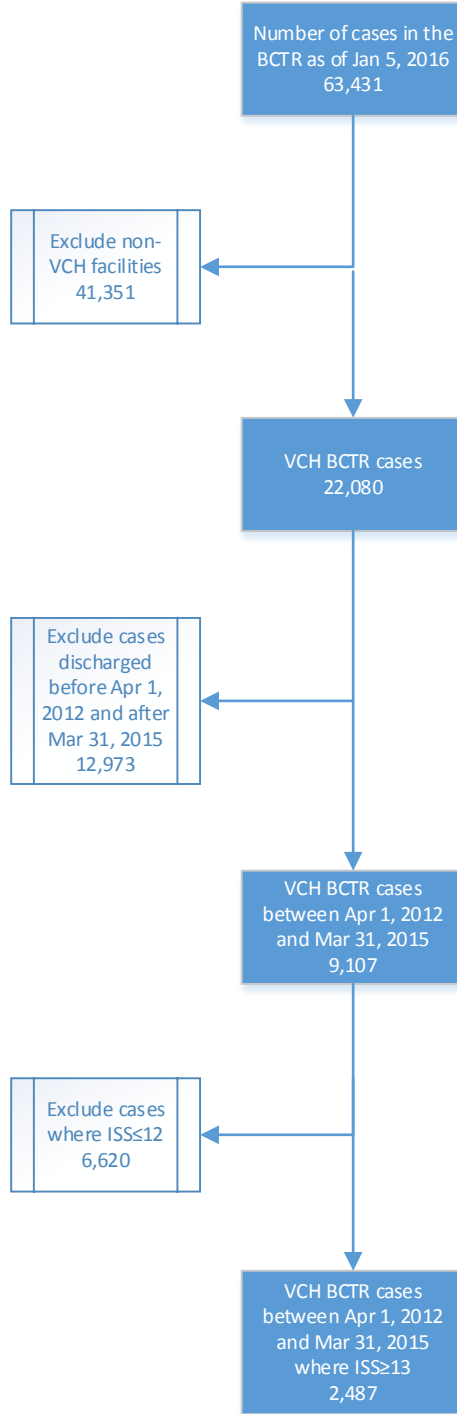 Number of cases in the
BCTR as of Jan 5, 2016
63,431
Exclude non-
VCH facilities
41,351
VCH BCTR cases
22,080
Exclude cases
discharged
before Apr 1,
2012 and after
Mar 31, 2015
12,973
VCH BCTR cases
between Apr 1, 2012
and Mar 31, 2015
9,107
Exclude cases
where ISS≤12
6,620
VCH BCTR cases
between Apr 1, 2012
and Mar 31, 2015
where ISS≥13
2,487